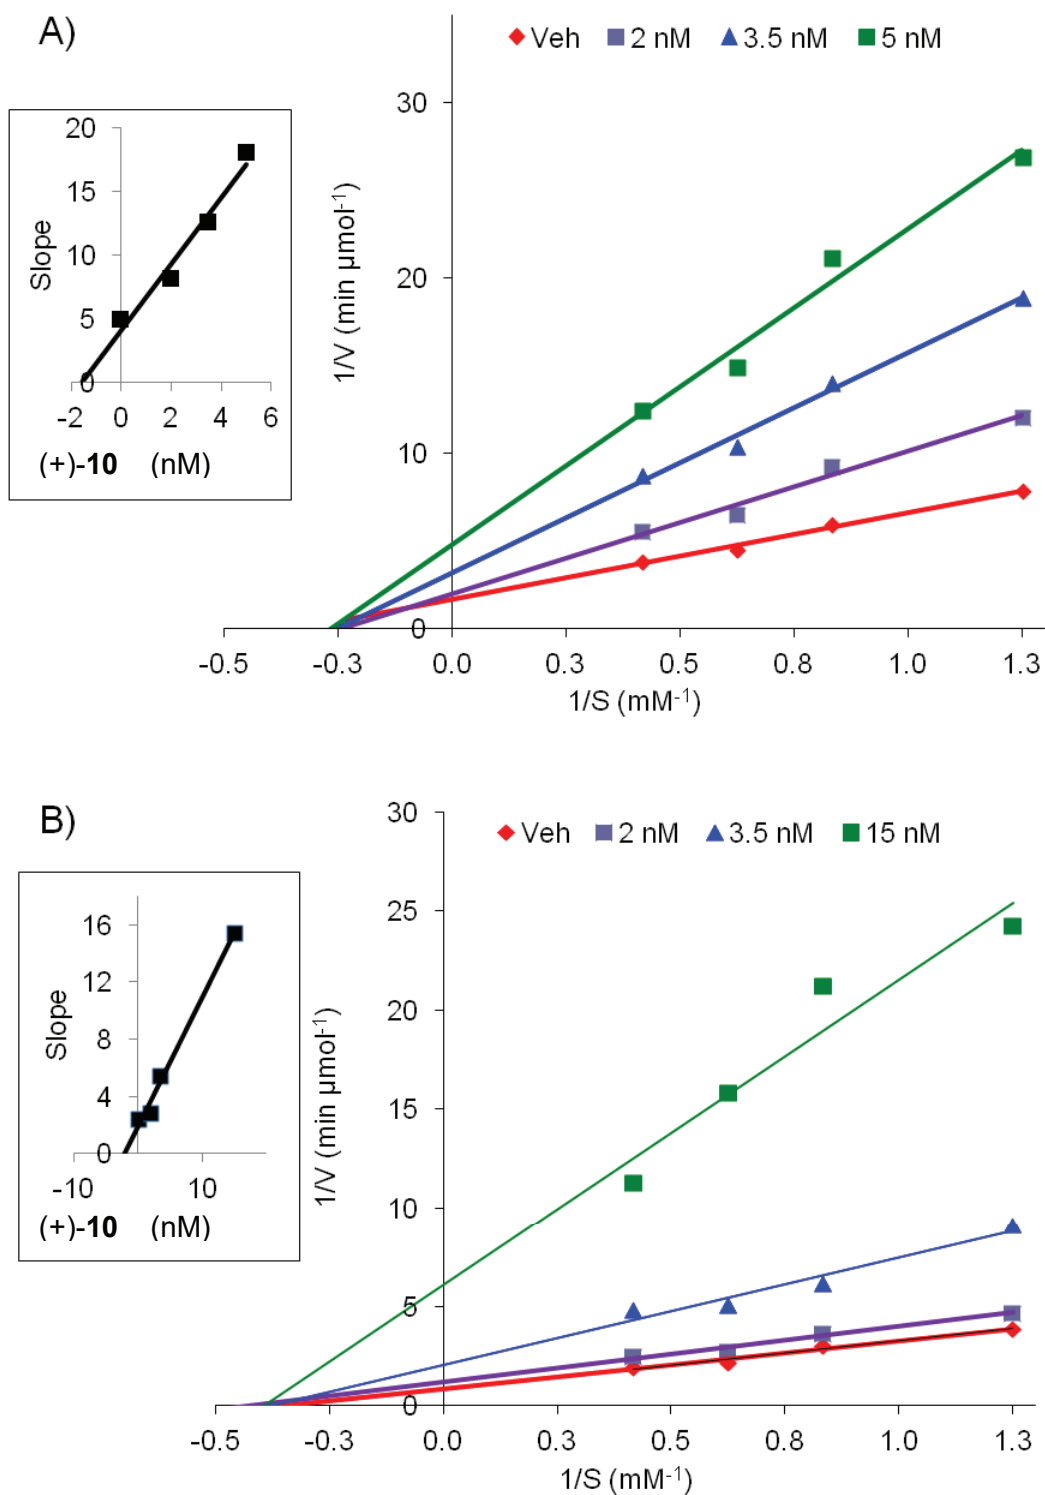 A)
Veh 2 nM 3.5 nM 5 nM
30
20
10
0
1/V (min µmol-1)
-0.5 -0.3 0.0 0.3 0.5 0.8 1.0 1.3
1/S (mM-1)
20
15
10
5
0
Slope
-2 0 2 4 6
(+)-10 (nM)
B)
Veh 2 nM 3.5 nM 15 nM
30
25
20
15
10
5
0
1/V (min µmol-1)
-0.5 -0.3 0.0 0.3 0.5 0.8 1.0 1.3
1/S (mM-1)
16
12
8
4
0
Slope
-10 10
(+)-10 (nM)